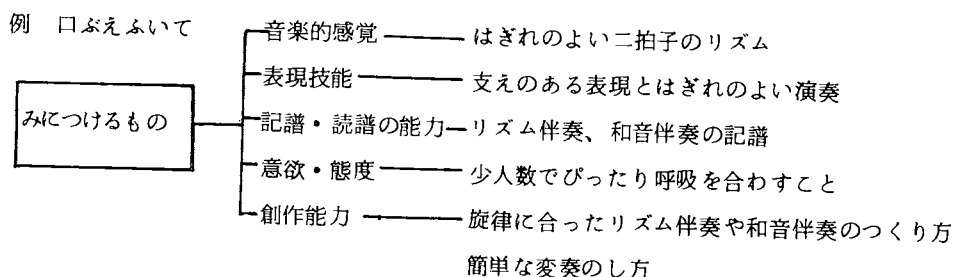 例　口ぶえふいて
みにつけるもの
音楽的感覚 はぎれのよい二拍子のリズム
表現技能 支えのある表現とはぎれのよい演奏
記譜・読譜の能力 リズム伴奏、和音伴奏の記譜
意欲・態度 少人数でぴったり呼吸を合わすこと
創作能力 旋律に合ったリズム伴奏や和音伴奏のつくり方
簡単な変奏のし方